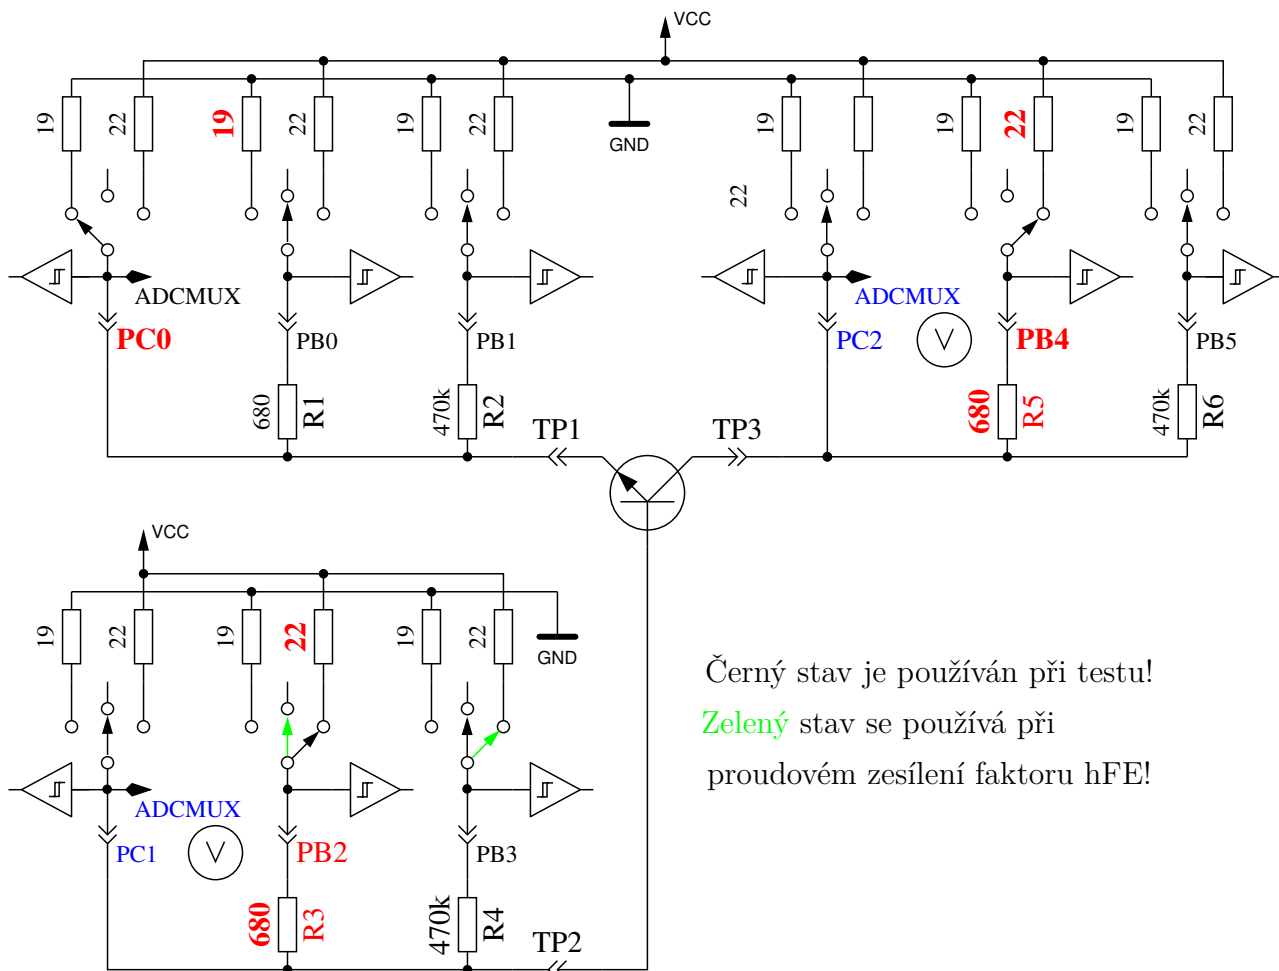 VCC
19
22
19
22
19
22
GND
19
22
19
22
19
22
ADCMUX
ADCMUX
PC0
PB0
PB1
PC2
V
PB4
PB5
680
R1
470k
R2
680
R5
470k
R6
TP1
TP3
VCC
19
22
19
22
19
22
GND
Černý stav je používán při testu!
Zelený stav se používá při
proudovém zesílení faktoru hFE!
ADCMUX
PC1
V
PB2
PB3
680
R3
470k
R4
TP2